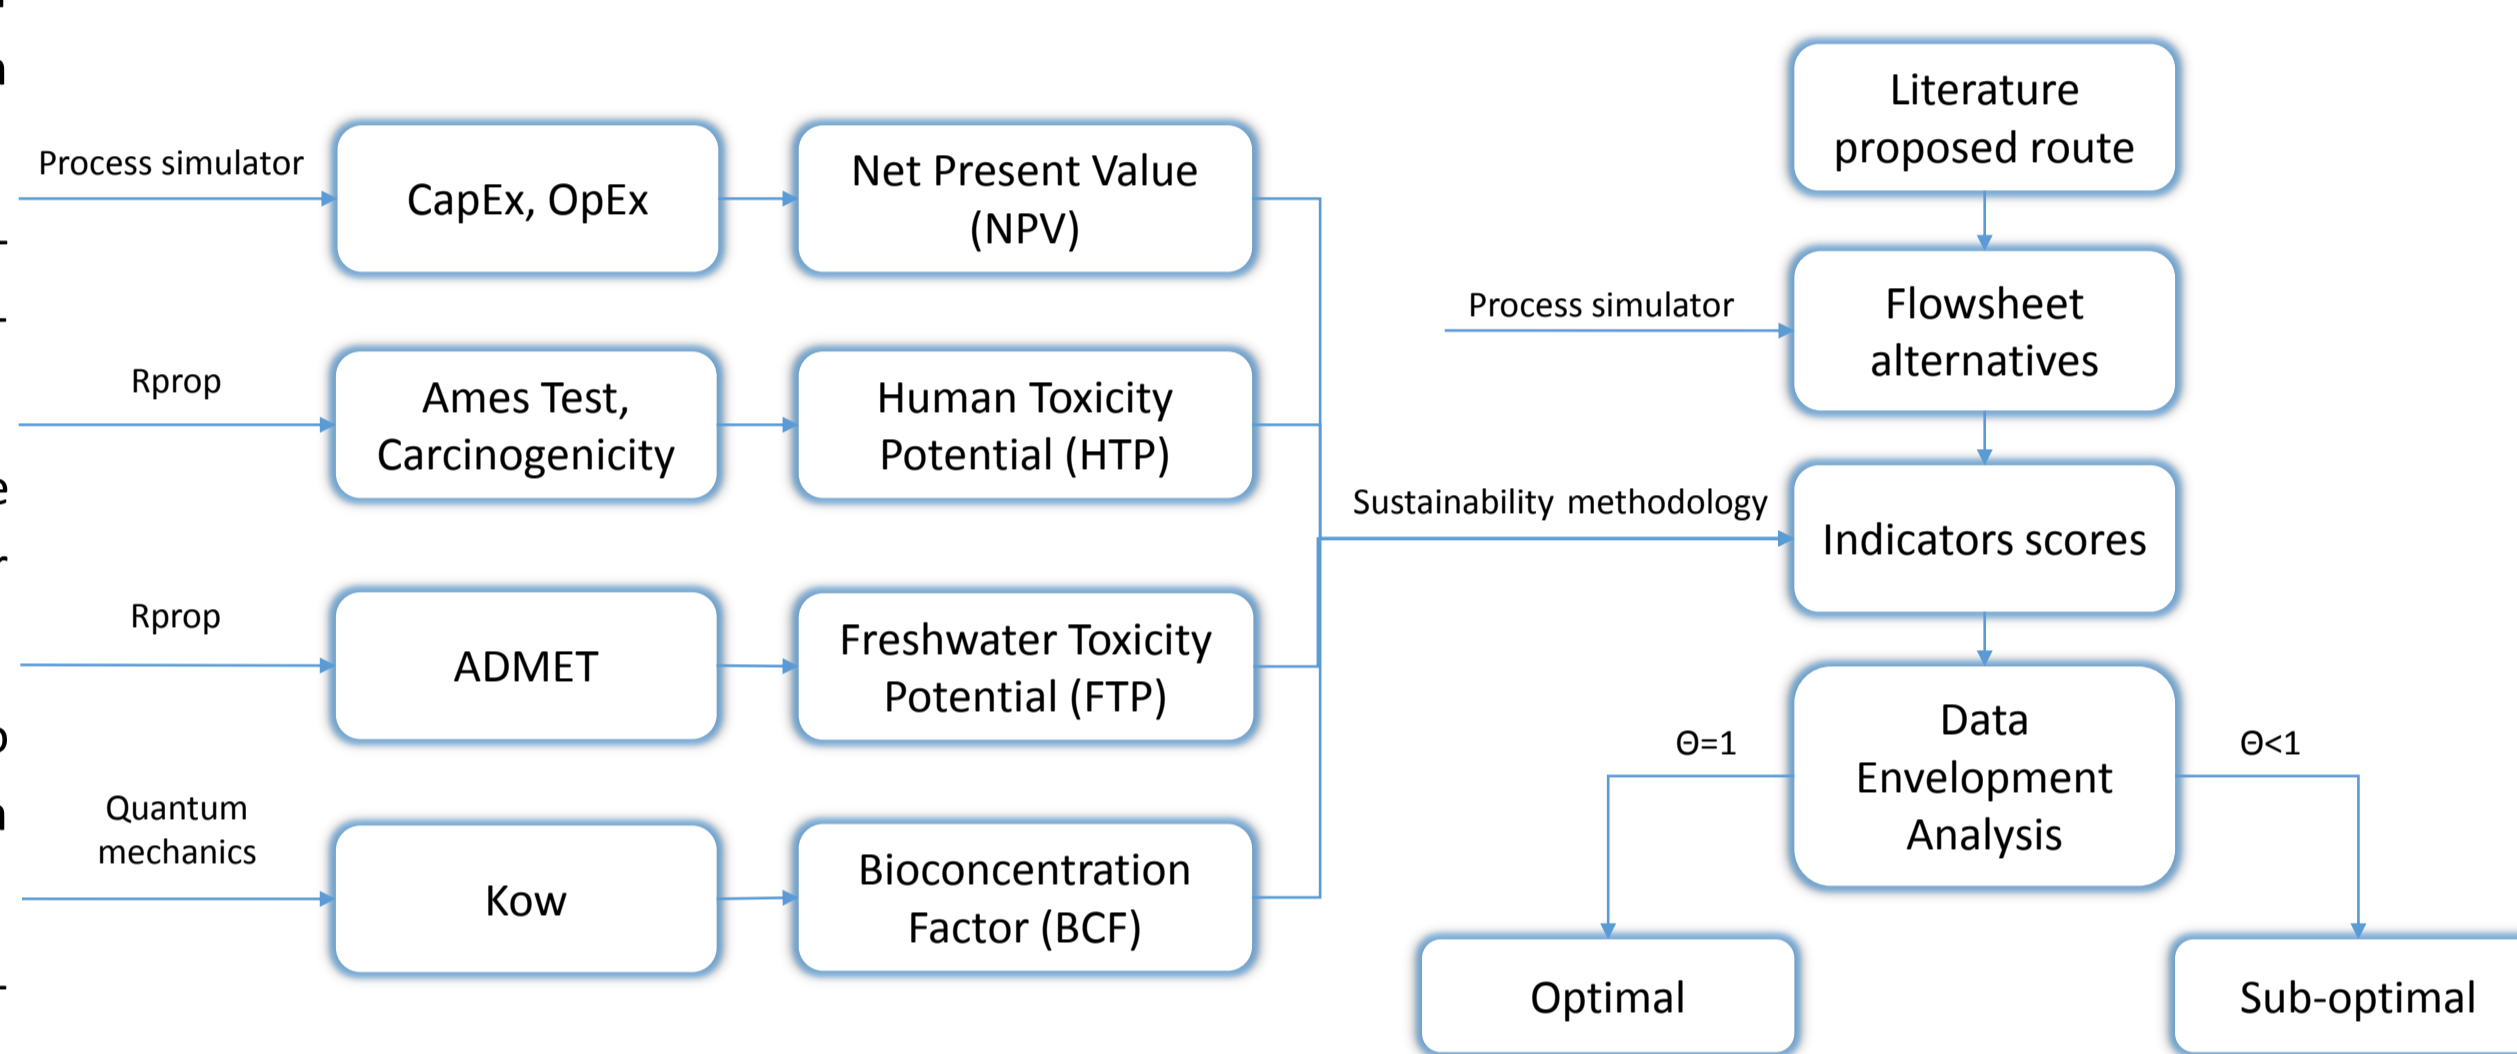 Process simulator
CapEx, OpEx
Net Present Value
(NPV)
Rprop
Ames Test,
Carcinogenicity
Human Toxicity
Potential (HTP)
Rprop
ADMET
Freshwater Toxicity
Potential (FTP)
Quantum
mechanics
Kow
Bioconcentration
Factor (BCF)
Literature
proposed route
Process simulator
Flowsheet
alternatives
Sustainability methodology
Indicators scores
Data
Envelopment
Analysis
Θ=1
Θ<1
Optimal
Sub-optimal